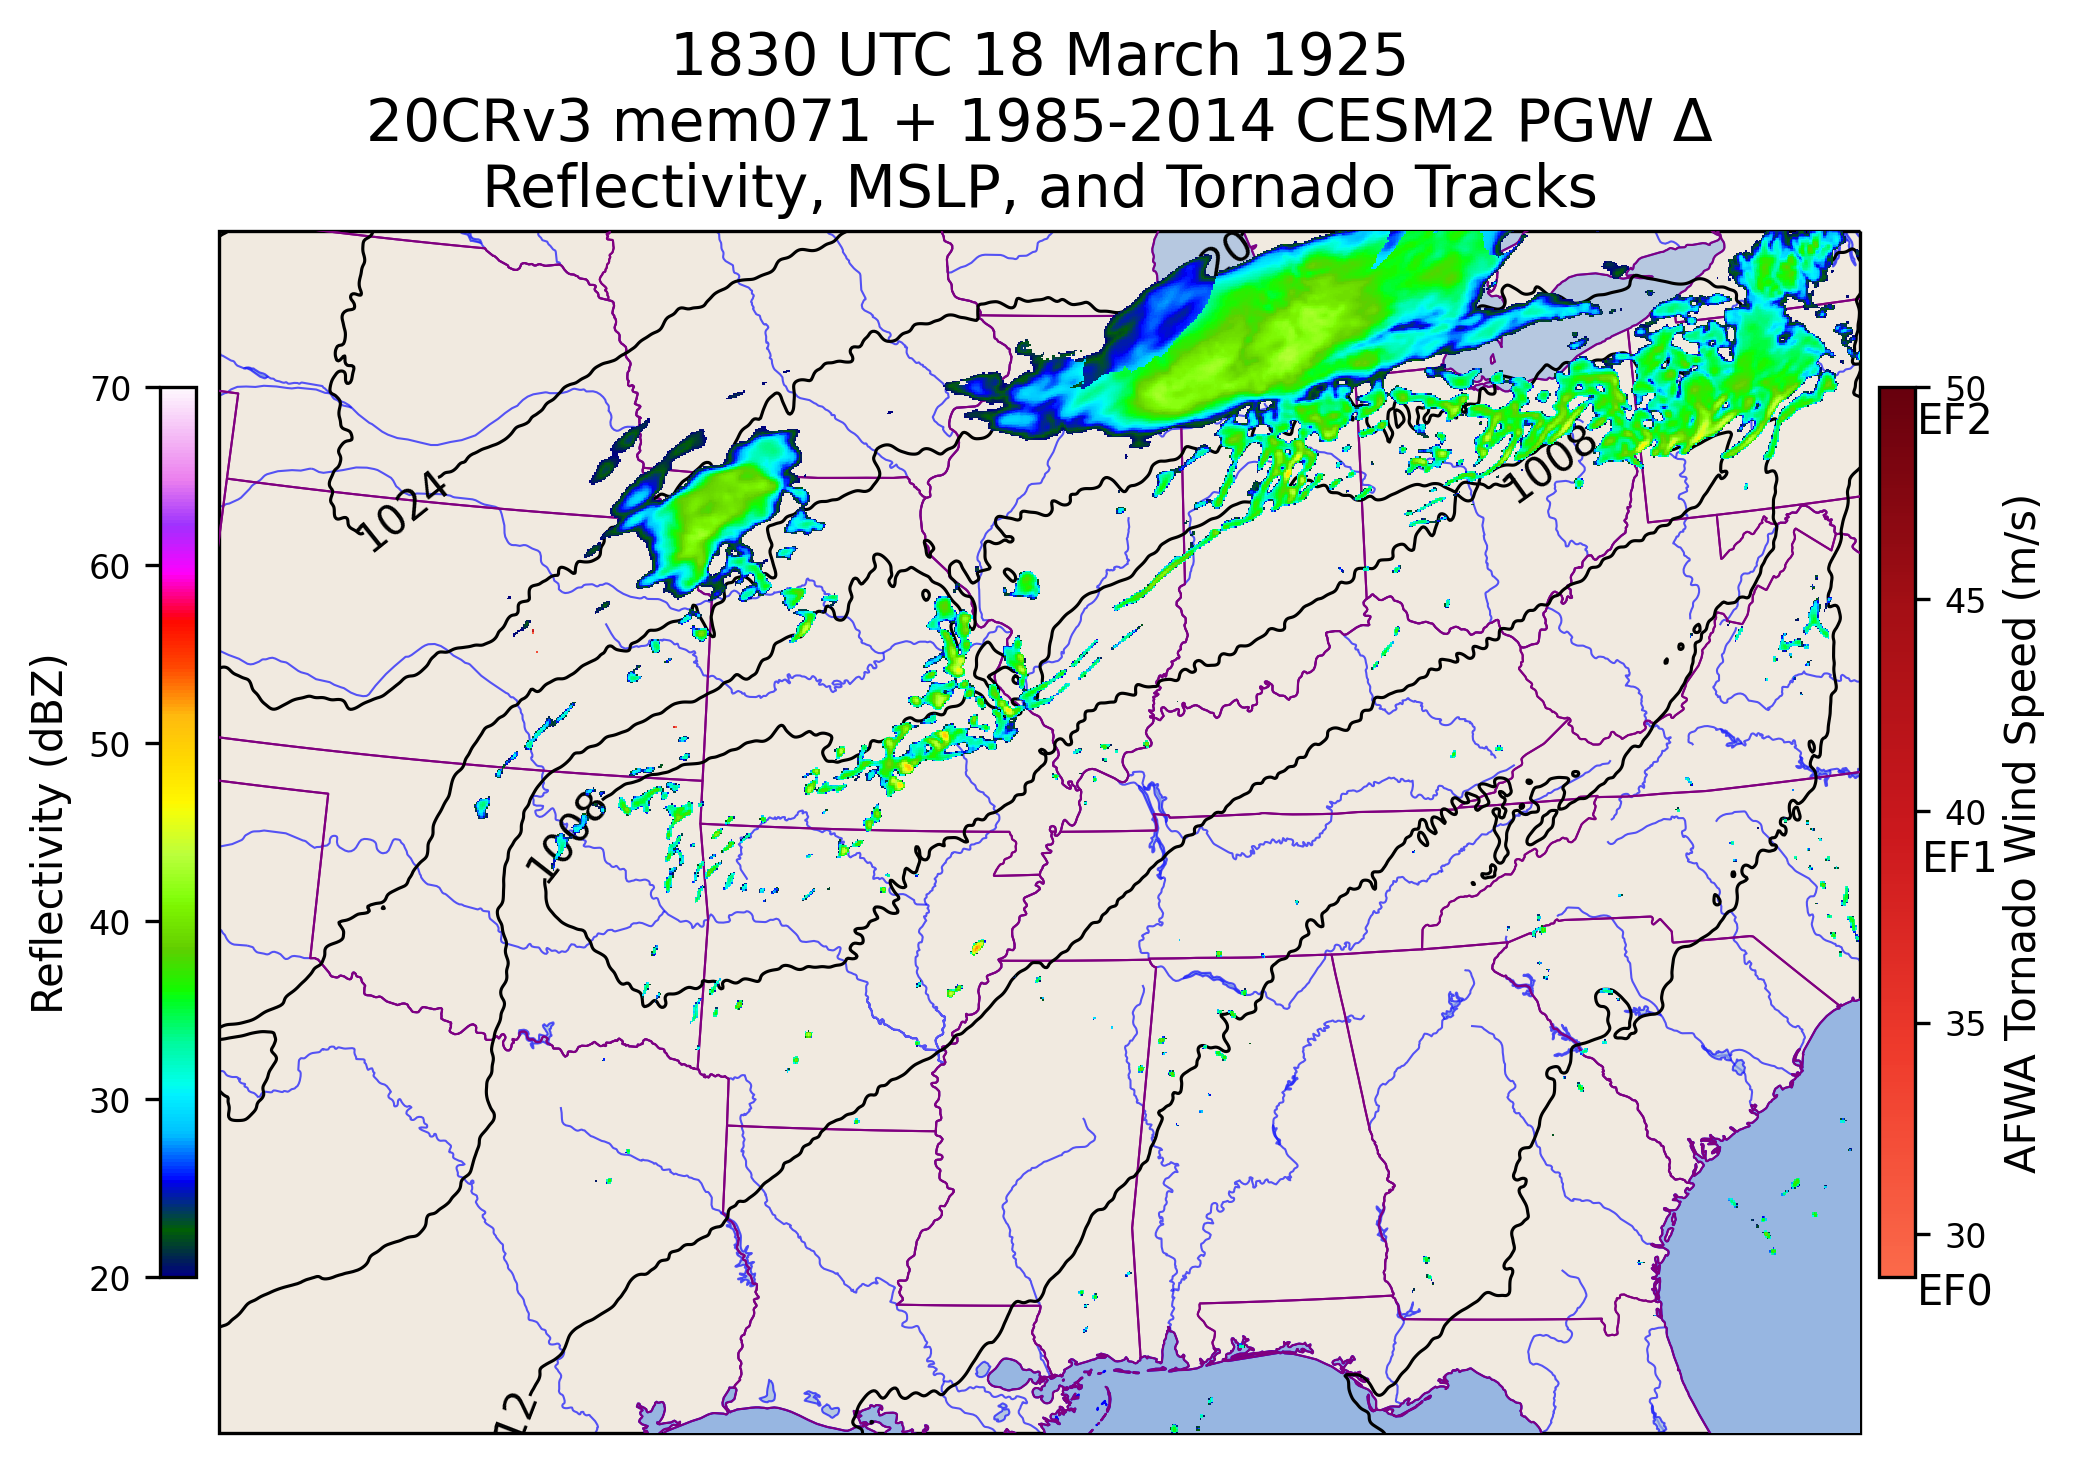 1830 UTC 18 March 1925
20CRv3 mem071 + 1985-2014 CESM2 PGW Δ
Reflectivity, MSLP, and Tornado Tracks
20
1024
1008
1008
12
70
60
50
40
30
20
Reflectivity (dBZ)
50
EF2
45
40
EF1
35
30
EF0
AFWA Tornado Wind Speed (m/s)